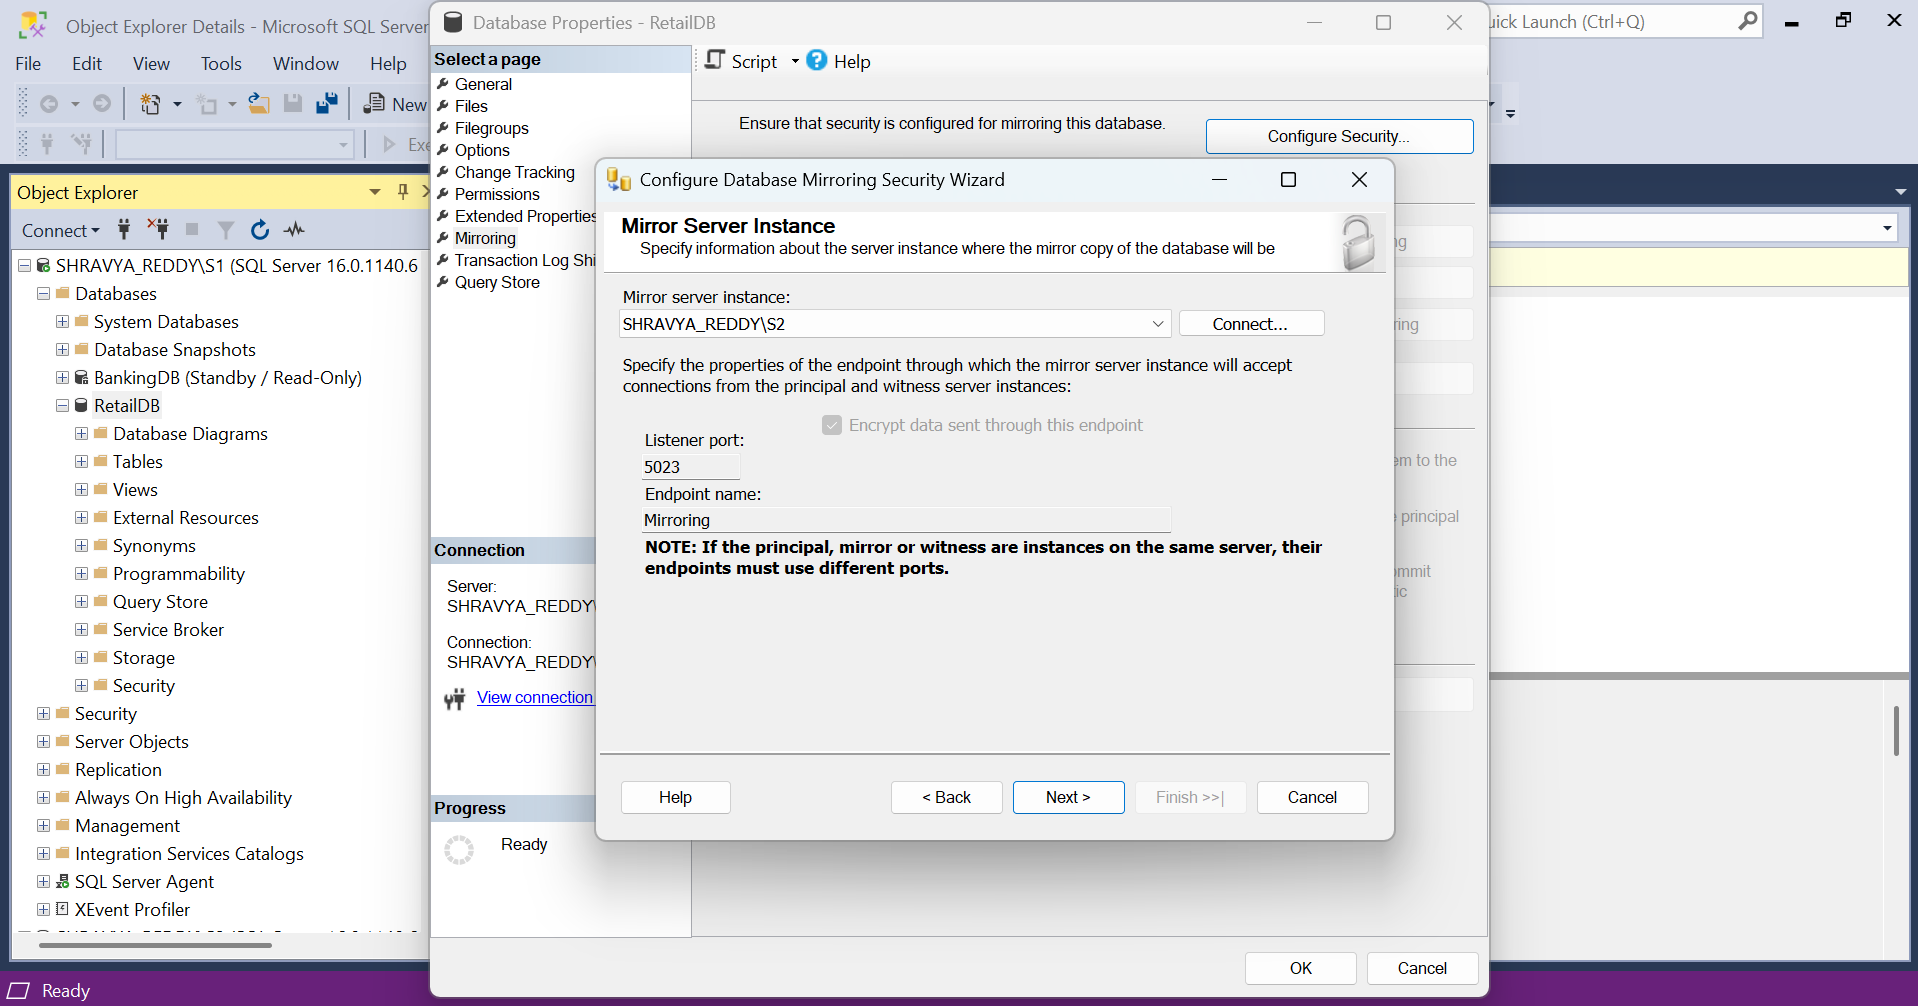 Object Explorer Details - Microsoft SQL Server
File Edit View Tools Window Help
New
Object Explorer
Connect
SHRAVYA_REDDY\S1 (SQL Server 16.0.1140.6
Databases
System Databases
Database Snapshots
BankingDB (Standby / Read-Only)
RetailDB
Database Diagrams
Tables
Views
External Resources
Synonyms
Programmability
Query Store
Service Broker
Storage
Security
Security
Server Objects
Replication
Always On High Availability
Management
Integration Services Catalogs
SQL Server Agent
XEvent Profiler
Ready
Database Properties - RetailDB
Select a page
General
Files
Filegroups
Options
Change Tracking
Permissions
Extended Properties
Mirroring
Transaction Log Shi
Query Store
Connection
Server:
SHRAVYA_REDDY\
Connection:
SHRAVYA_REDDY\
View connection
Progress
Ready
Script Help
Ensure that security is configured for mirroring this database.
Configure Security...
Configure Database Mirroring Security Wizard
Mirror Server Instance
Specify information about the server instance where the mirror copy of the database will be
Mirror server instance:
SHRAVYA_REDDY\S2
Connect...
Specify the properties of the endpoint through which the mirror server instance will accept
connections from the principal and witness server instances:
Encrypt data sent through this endpoint
Listener port:
5023
Endpoint name:
Mirroring
NOTE: If the principal, mirror or witness are instances on the same server, their
endpoints must use different ports.
Help < Back Next > Finish >>| Cancel
em to the
principal
OK Cancel
uick Launch (Ctrl+Q)